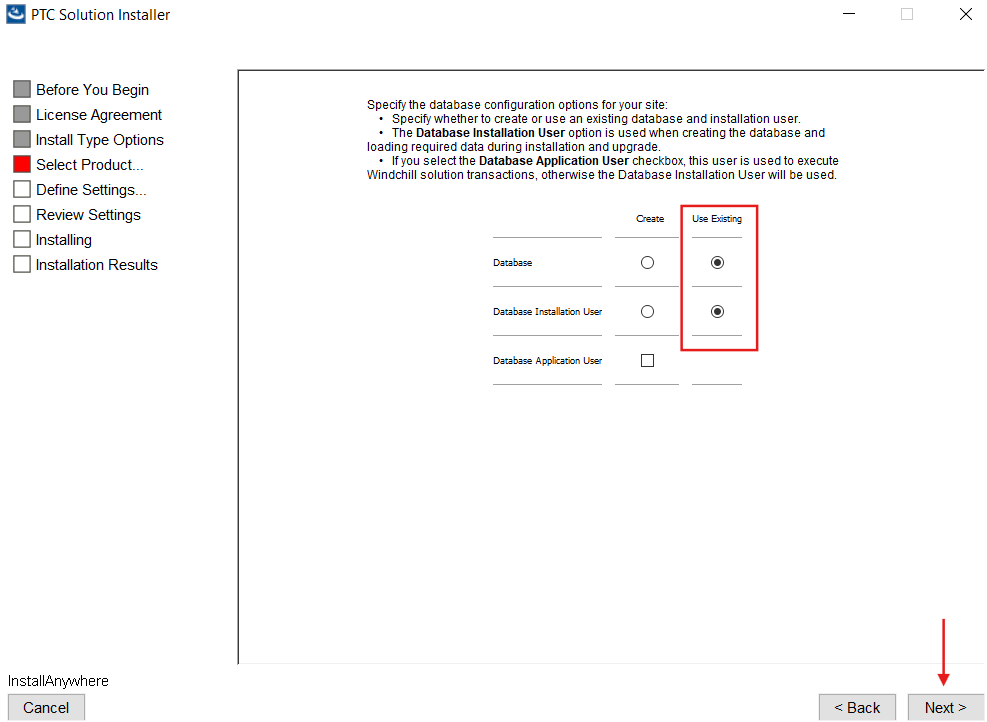 PTC Solution Installer
Before You Begin
License Agreement
Install Type Options
Select Product...
Define Settings...
Review Settings
Installing
Installation Results
Specify the database configuration options for your site:
• Specify whether to create or use an existing database and installation user.
• The Database Installation User option is used when creating the database and
loading required data during installation and upgrade.
• If you select the Database Application User checkbox, this user is used to execute
Windchill solution transactions, otherwise the Database Installation User will be used.
Create Use Existing
Database
Database Installation User
Database Application User
InstallAnywhere
Cancel < Back Next >